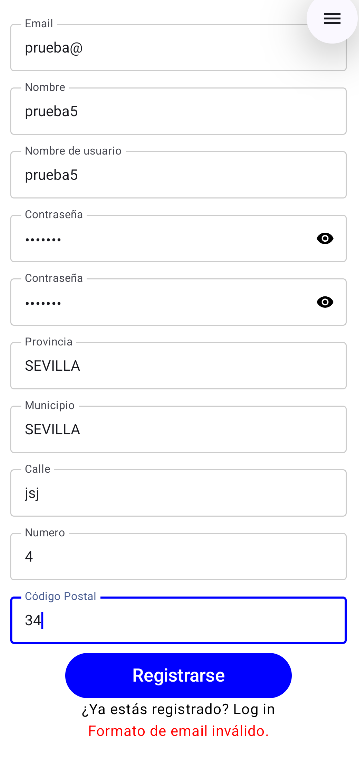 Email
prueba@
Nombre
prueba5
Nombre de usuario
prueba5
Contraseña
•••••••
Contraseña
•••••••
Provincia
SEVILLA
Municipio
SEVILLA
Calle
jsj
Numero
4
Código Postal
34
Registrarse
¿Ya estás registrado? Log in
Formato de email inválido.